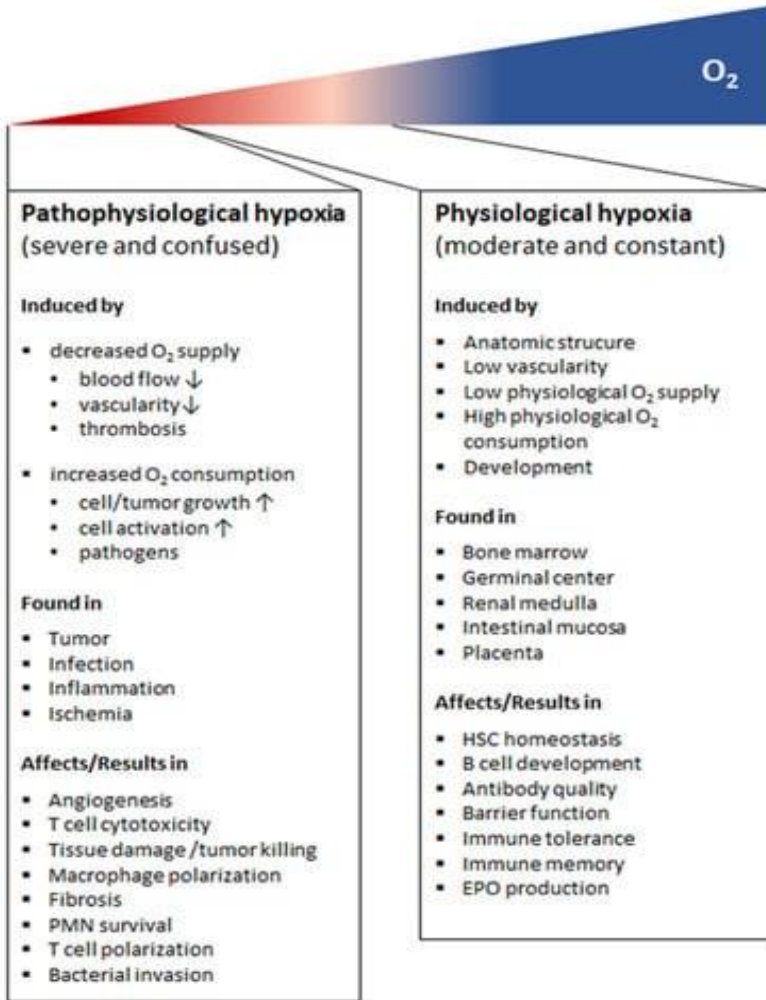 O₂
Pathophysiological hypoxia
(severe and confused)
Induced by
▪ decreased O₂ supply
• blood flow ↓
• vascularity↓
• thrombosis
▪ increased O₂ consumption
• cell/tumor growth ↑
• cell activation ↑
• pathogens
Found in
▪ Tumor
▪ Infection
▪ Inflammation
▪ Ischemia
Affects/Results in
▪ Angiogenesis
▪ T cell cytotoxicity
▪ Tissue damage /tumor killing
▪ Macrophage polarization
▪ Fibrosis
▪ PMN survival
▪ T cell polarization
▪ Bacterial invasion
Physiological hypoxia
(moderate and constant)
Induced by
▪ Anatomic strucure
▪ Low vascularity
▪ Low physiological O₂ supply
▪ High physiological O₂
consumption
▪ Development
Found in
▪ Bone marrow
▪ Germinal center
▪ Renal medulla
▪ Intestinal mucosa
▪ Placenta
Affects/Results in
▪ HSC homeostasis
▪ B cell development
▪ Antibody quality
▪ Barrier function
▪ Immune tolerance
▪ Immune memory
▪ EPO production